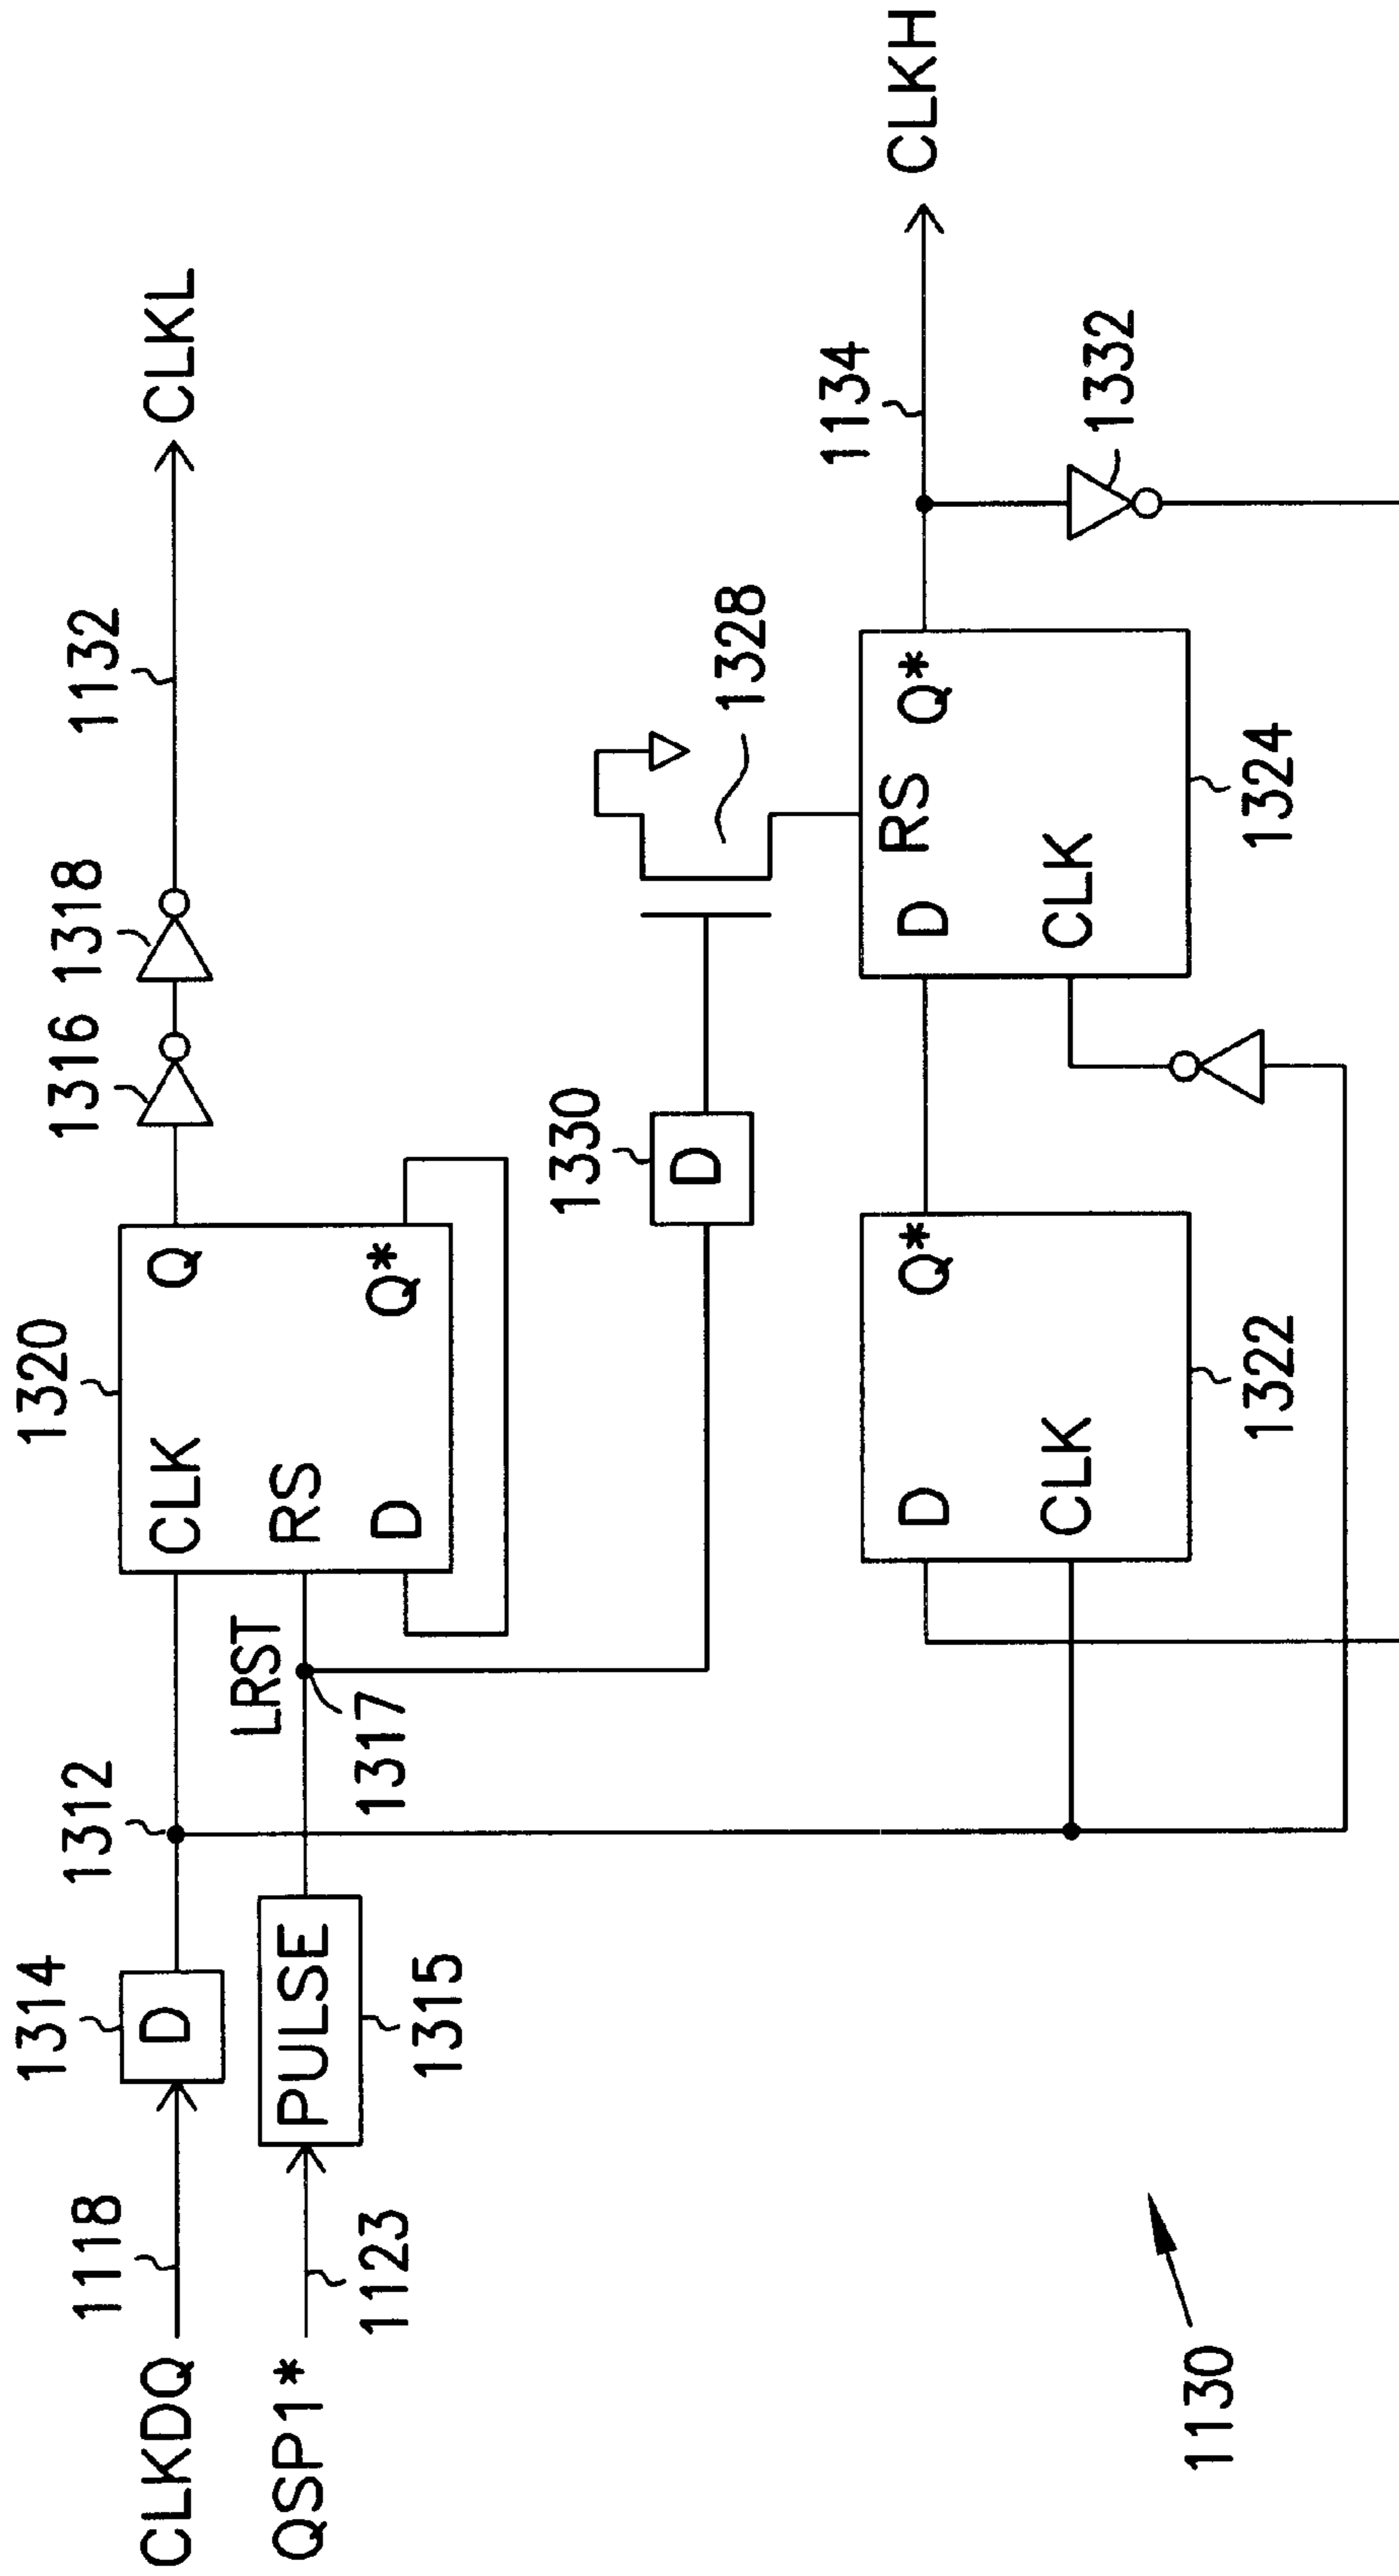 1314
1312
1320
1316
1318
1132
CLKDQ
1118
D
CLK
Q
CLKL
LRST
QSP1*
1123
PULSE
1315
1317
RS
D
Q*
1330
D
1328
1134
CLKH
D
CLK
Q*
1322
D
RS
CLK
Q*
1324
1332
1130